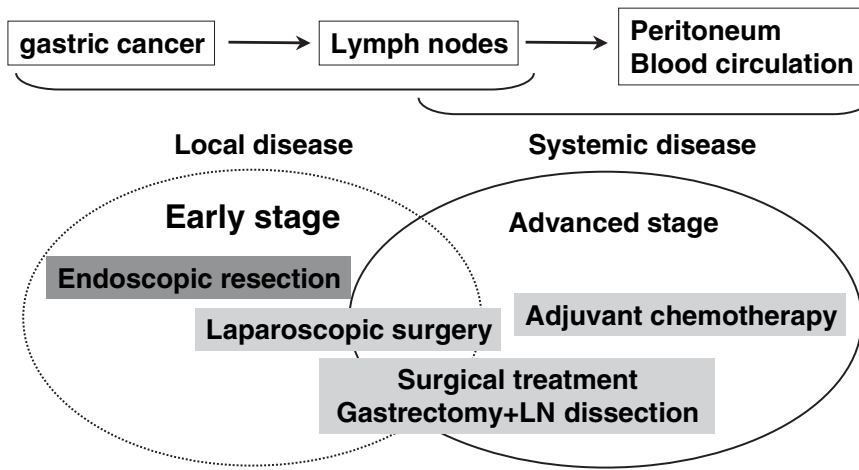 gastric cancer
Lymph nodes
Peritoneum
Blood circulation
Local disease
Systemic disease
Early stage
Advanced stage
Endoscopic resection
Laparoscopic surgery
Adjuvant chemotherapy
Surgical treatment
Gastrectomy+LN dissection